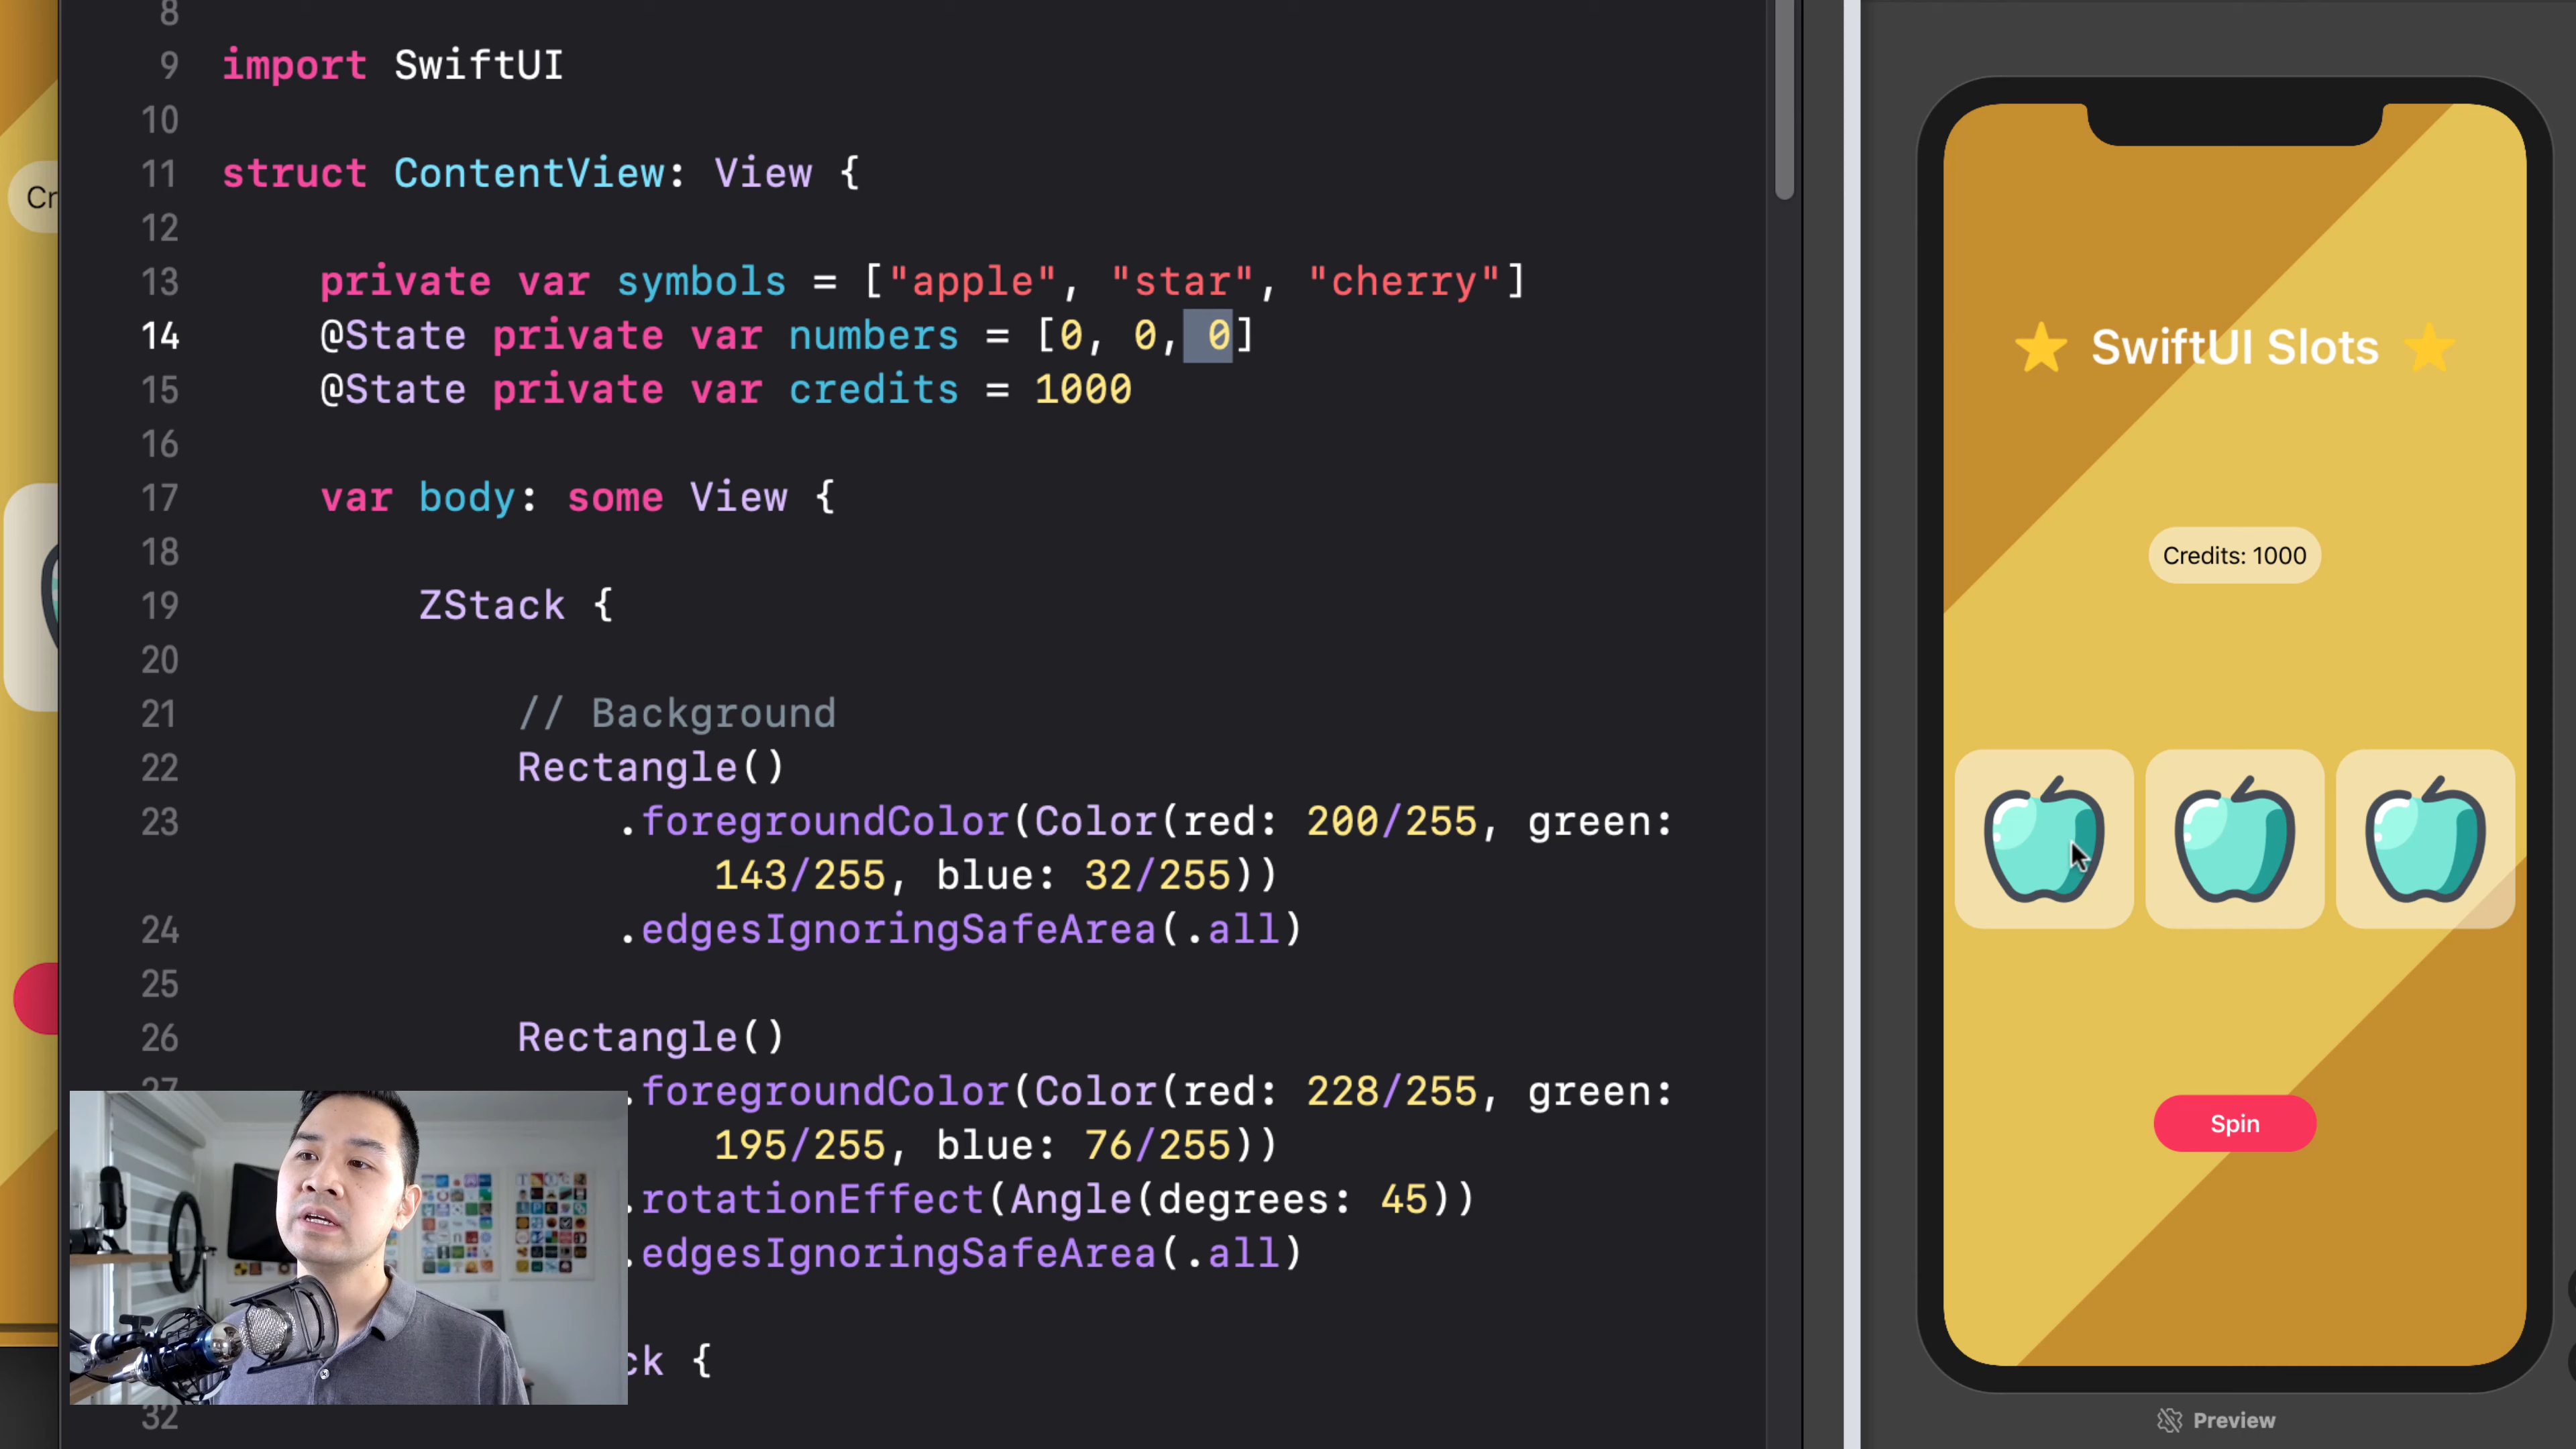 8
9 import SwiftUI
10
11 struct ContentView: View {
12
13 private var symbols = ["apple", "star", "cherry"]
14 @State private var numbers = [0, 0, 0]
15 @State private var credits = 1000
16
17 var body: some View {
18
19 ZStack {
20
21 // Background
22 Rectangle()
23 .foregroundColor(Color(red: 200/255, green:
143/255, blue: 32/255))
24 .edgesIgnoringSafeArea(.all)
25
26 Rectangle()
27 .foregroundColor(Color(red: 228/255, green:
195/255, blue: 76/255))
.rotationEffect(Angle(degrees: 45))
.edgesIgnoringSafeArea(.all)
ck {
32
Cr
SwiftUI Slots
Credits: 1000
Spin
Preview